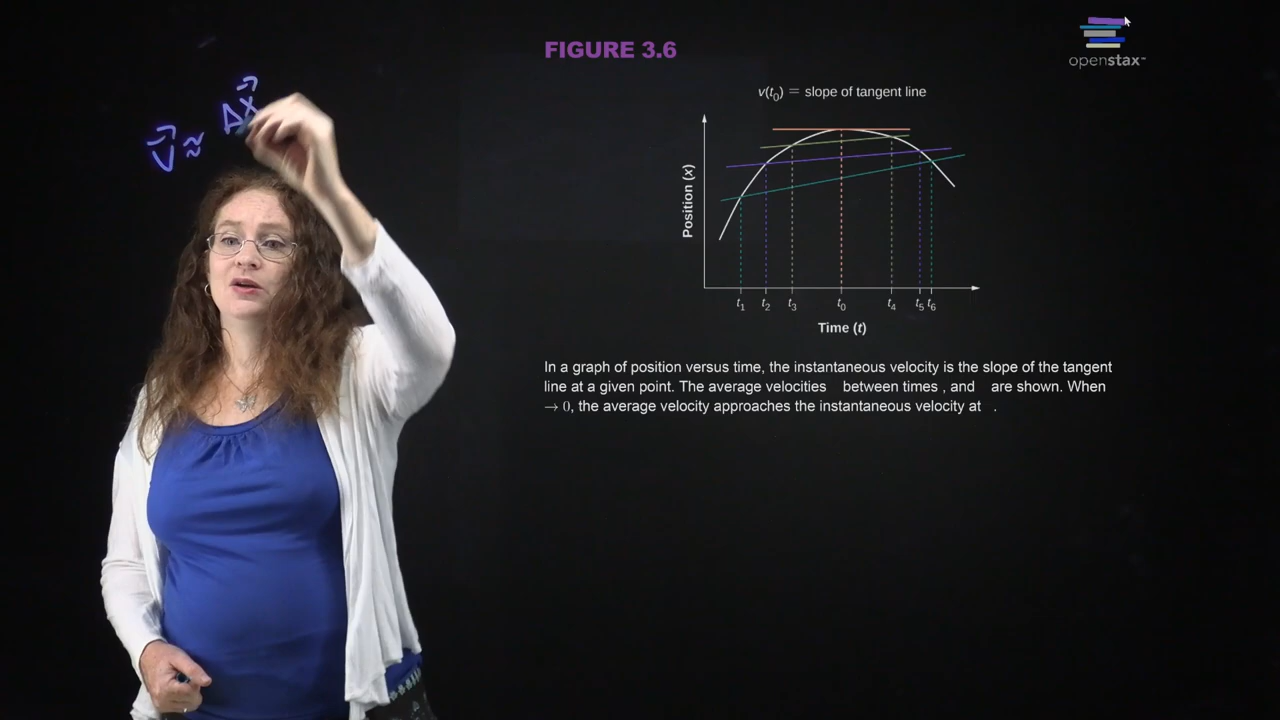 FIGURE 3.6
openstax™
v⃗ ≈ Δx⃗
v(t₀) = slope of tangent line
Position (x)
t₁ t₂ t₃ t₀ t₄ t₅ t₆
Time (t)
In a graph of position versus time, the instantaneous velocity is the slope of the tangent
line at a given point. The average velocities between times , and are shown. When
→ 0, the average velocity approaches the instantaneous velocity at .